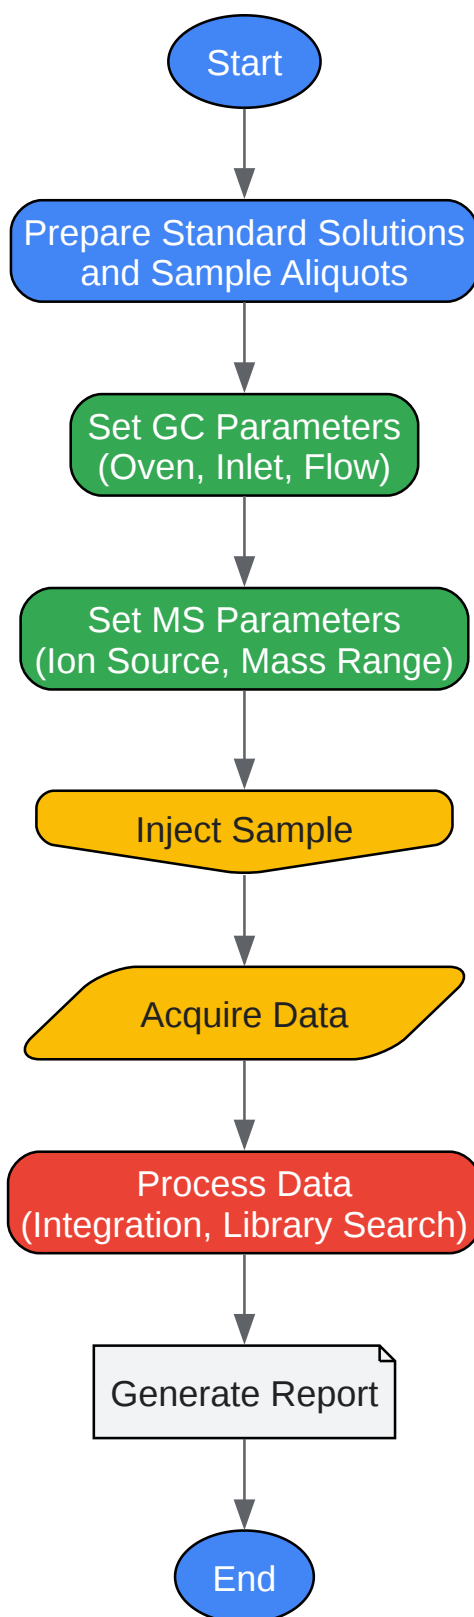 Start
Prepare Standard Solutions
and Sample Aliquots
Set GC Parameters
(Oven, Inlet, Flow)
Set MS Parameters
(Ion Source, Mass Range)
Inject Sample
Acquire Data
Process Data
(Integration, Library Search)
Generate Report
End